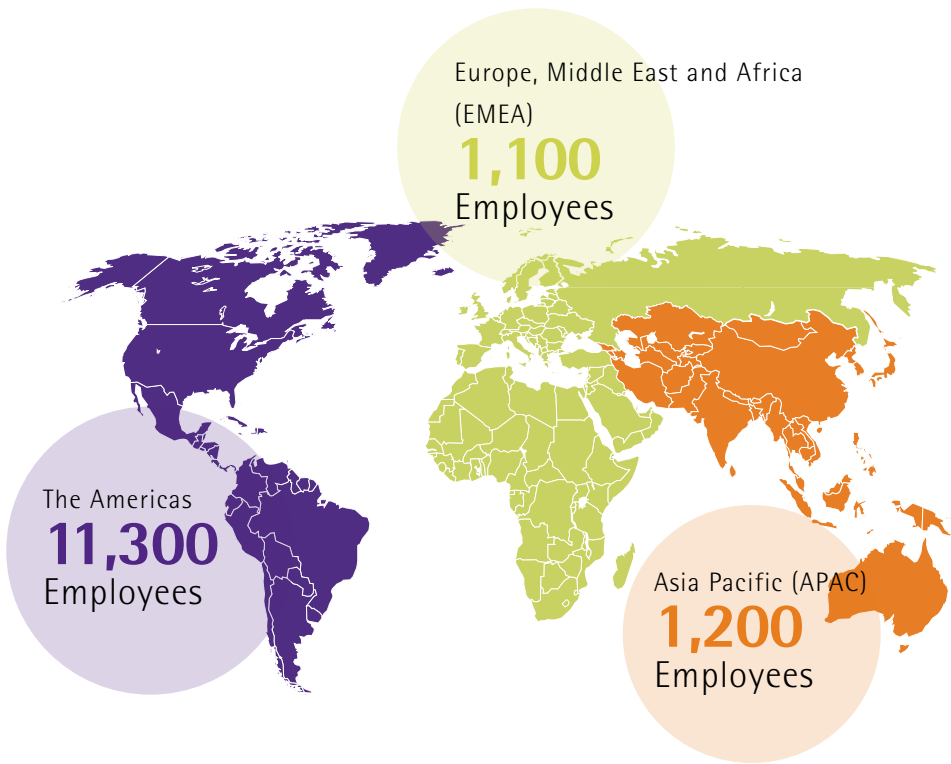 Europe, Middle East and Africa
(EMEA)
1,100
Employees
The Americas
11,300
Employees
Asia Pacific (APAC)
1,200
Employees